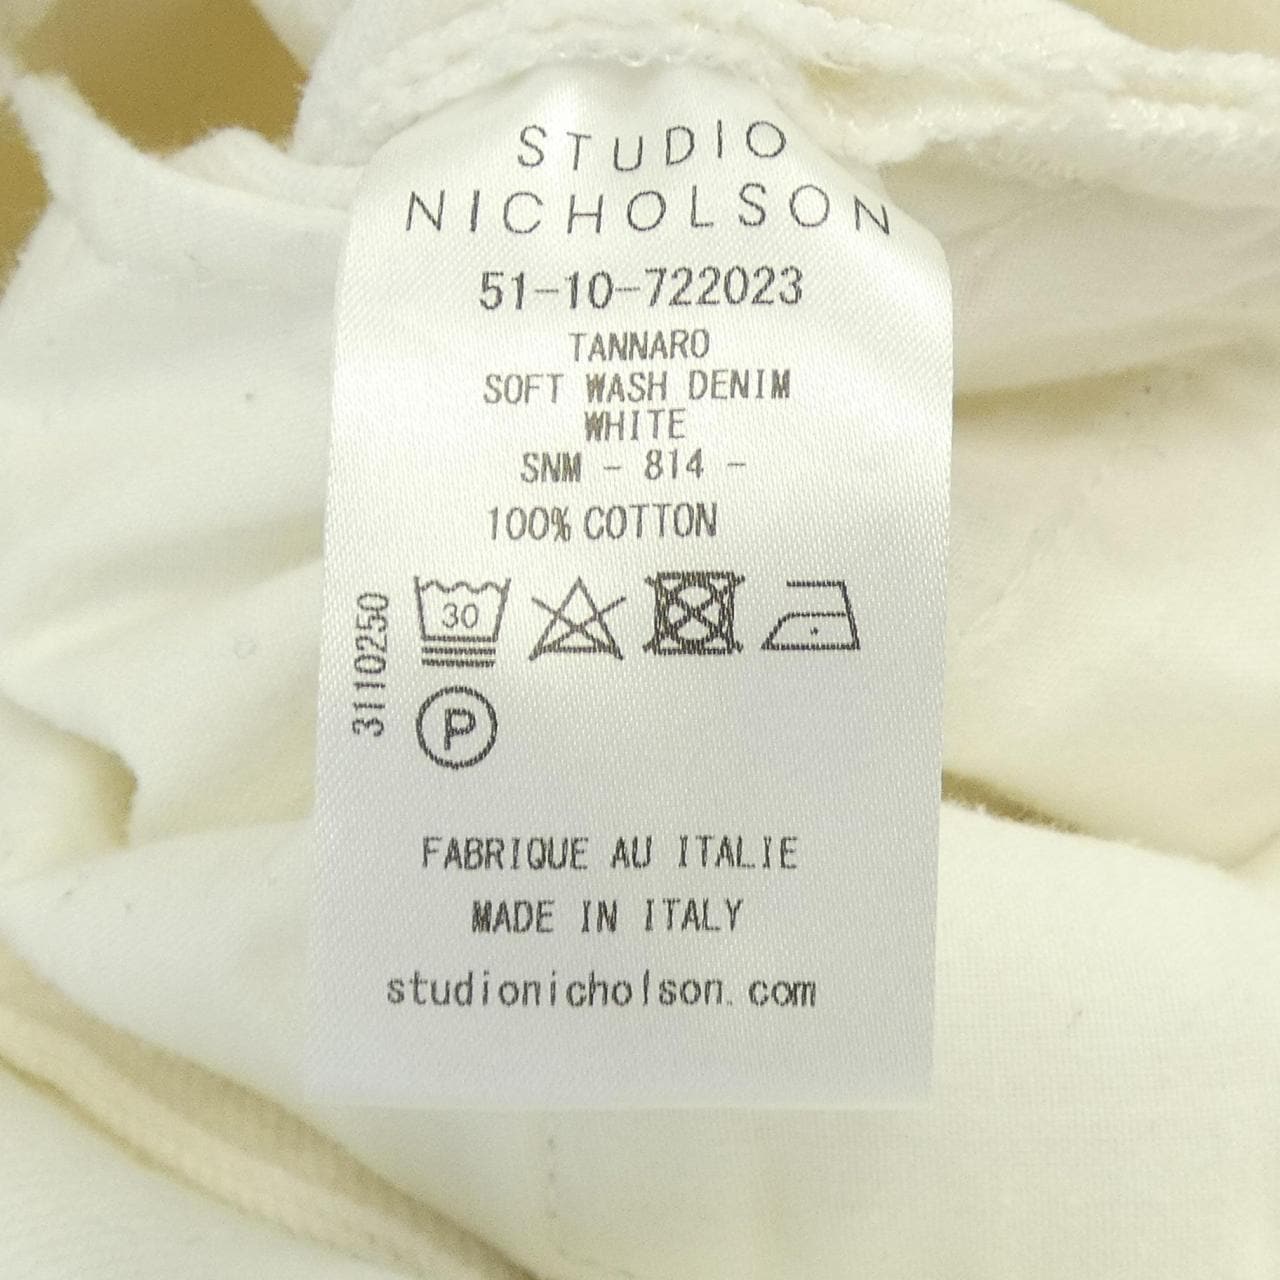 STUDIO
NICHOLSON
51-10-722023
TANNARO
SOFT WASH DENIM
WHITE
SNM - 814 -
100% COTTON
30
3110250
P
FABRIQUE AU ITALIE
MADE IN ITALY
studionicholson.com